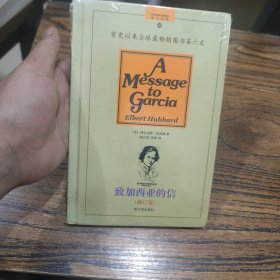 有史以来全球最畅销图书第六名
A
Message
to
Garcia
Elbert Hubbard
致加西亚的信
(修订版)